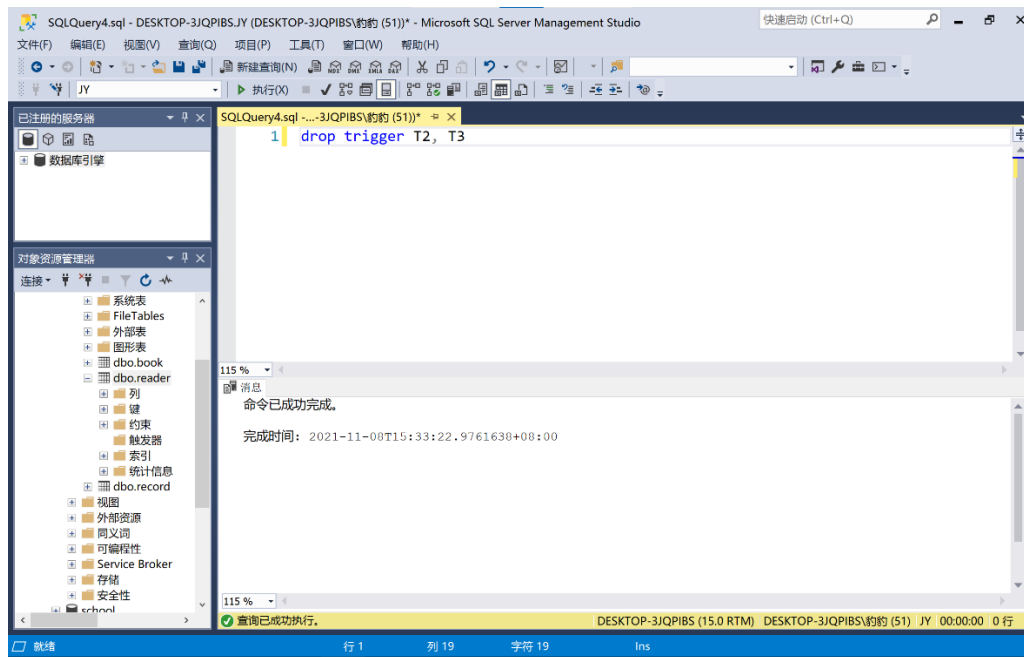 SQLQuery4.sql - DESKTOP-3JQPIBS.JY (DESKTOP-3JQPIBS\豹豹 (51))* - Microsoft SQL Server Management Studio
快速启动 (Ctrl+Q)
文件(F) 编辑(E) 视图(V) 查询(Q) 项目(P) 工具(T) 窗口(W) 帮助(H)
新建查询(N)
JY 执行(X)
已注册的服务器
SQLQuery4.sql -...-3JQPIBS\豹豹 (51))*
1 drop trigger T2, T3
数据库引擎
对象资源管理器
连接
系统表
FileTables
外部表
图形表
dbo.book
dbo.reader
列
键
约束
触发器
索引
统计信息
dbo.record
视图
外部资源
同义词
可编程性
Service Broker
存储
安全性
school
115 %
消息
命令已成功完成。
完成时间: 2021-11-08T15:33:22.9761638+08:00
115 %
查询已成功执行。
DESKTOP-3JQPIBS (15.0 RTM) DESKTOP-3JQPIBS\豹豹 (51) JY 00:00:00 0 行
就绪 行 1 列 19 字符 19 Ins